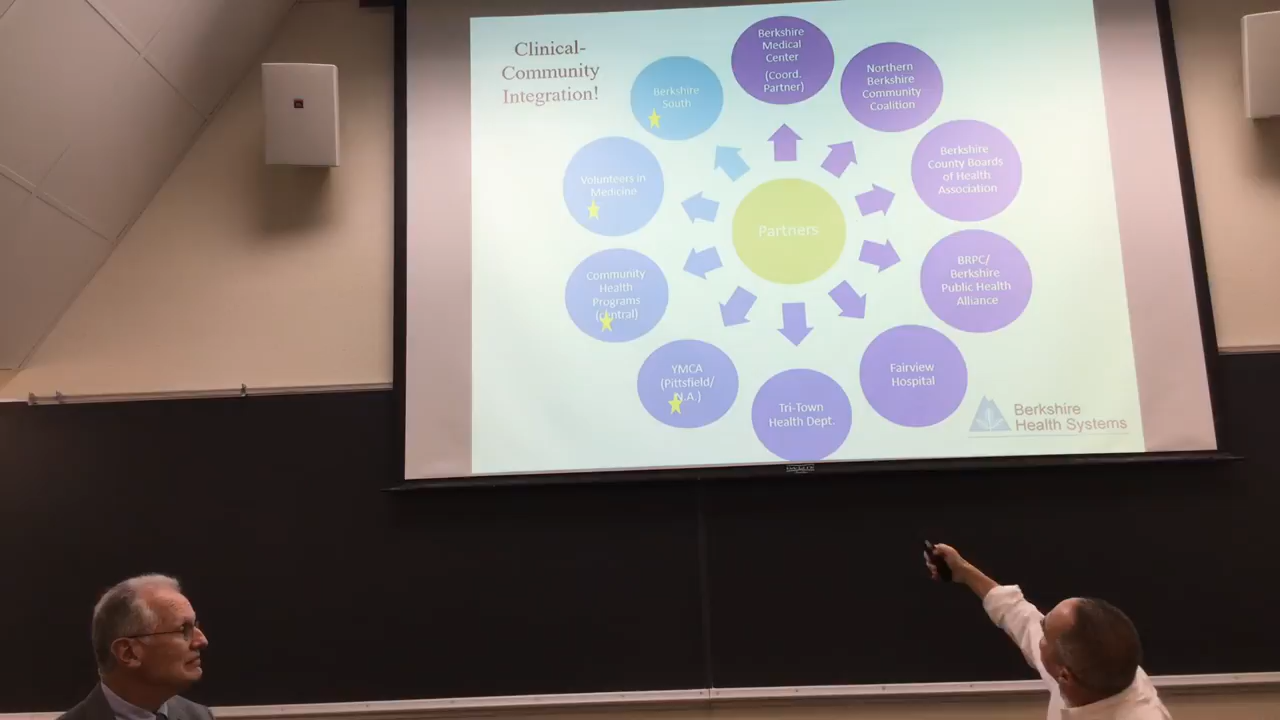 Clinical-
Community
Integration!
Berkshire
Medical
Center
(Coord.
Partner)
Northern
Berkshire
Community
Coalition
Berkshire
County Boards
of Health
Association
BRPC/
Berkshire
Public Health
Alliance
Fairview
Hospital
Tri-Town
Health Dept.
YMCA
(Pittsfield/
N.A.)
Community
Health
Programs
(central)
Volunteers in
Medicine
Berkshire
South
Partners
Berkshire
Health Systems